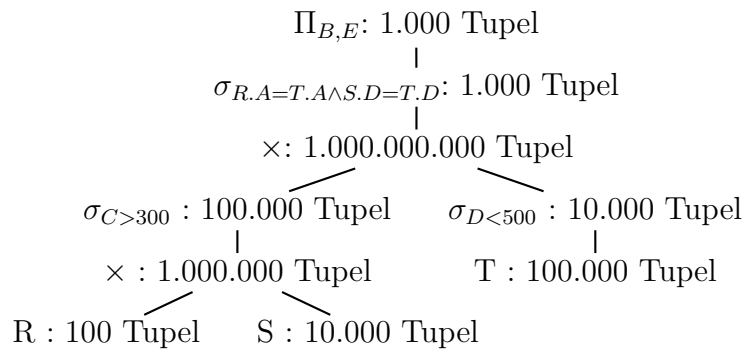 Π_{B,E}: 1.000 Tupel
σ_{R.A=T.A∧S.D=T.D}: 1.000 Tupel
×: 1.000.000.000 Tupel
σ_{C>300} : 100.000 Tupel σ_{D<500} : 10.000 Tupel
× : 1.000.000 Tupel T : 100.000 Tupel
R : 100 Tupel S : 10.000 Tupel